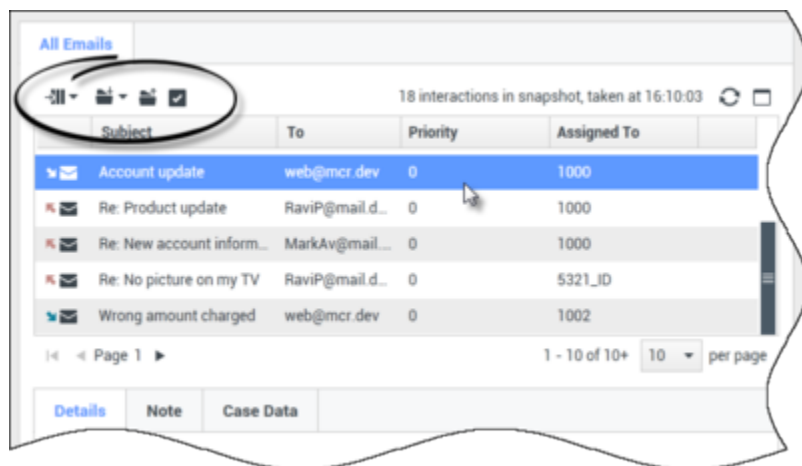 All Emails
18 interactions in snapshot, taken at 16:10:03
Subject To Priority Assigned To
Account update web@mcr.dev 0 1000
Re: Product update RaviP@mail.d... 0 1000
Re: New account inform... MarkAv@mail.... 0 1000
Re: No picture on my TV RaviP@mail.d... 0 5321_ID
Wrong amount charged web@mcr.dev 0 1002
Page 1 1 - 10 of 10+ 10 per page
Details Note Case Data